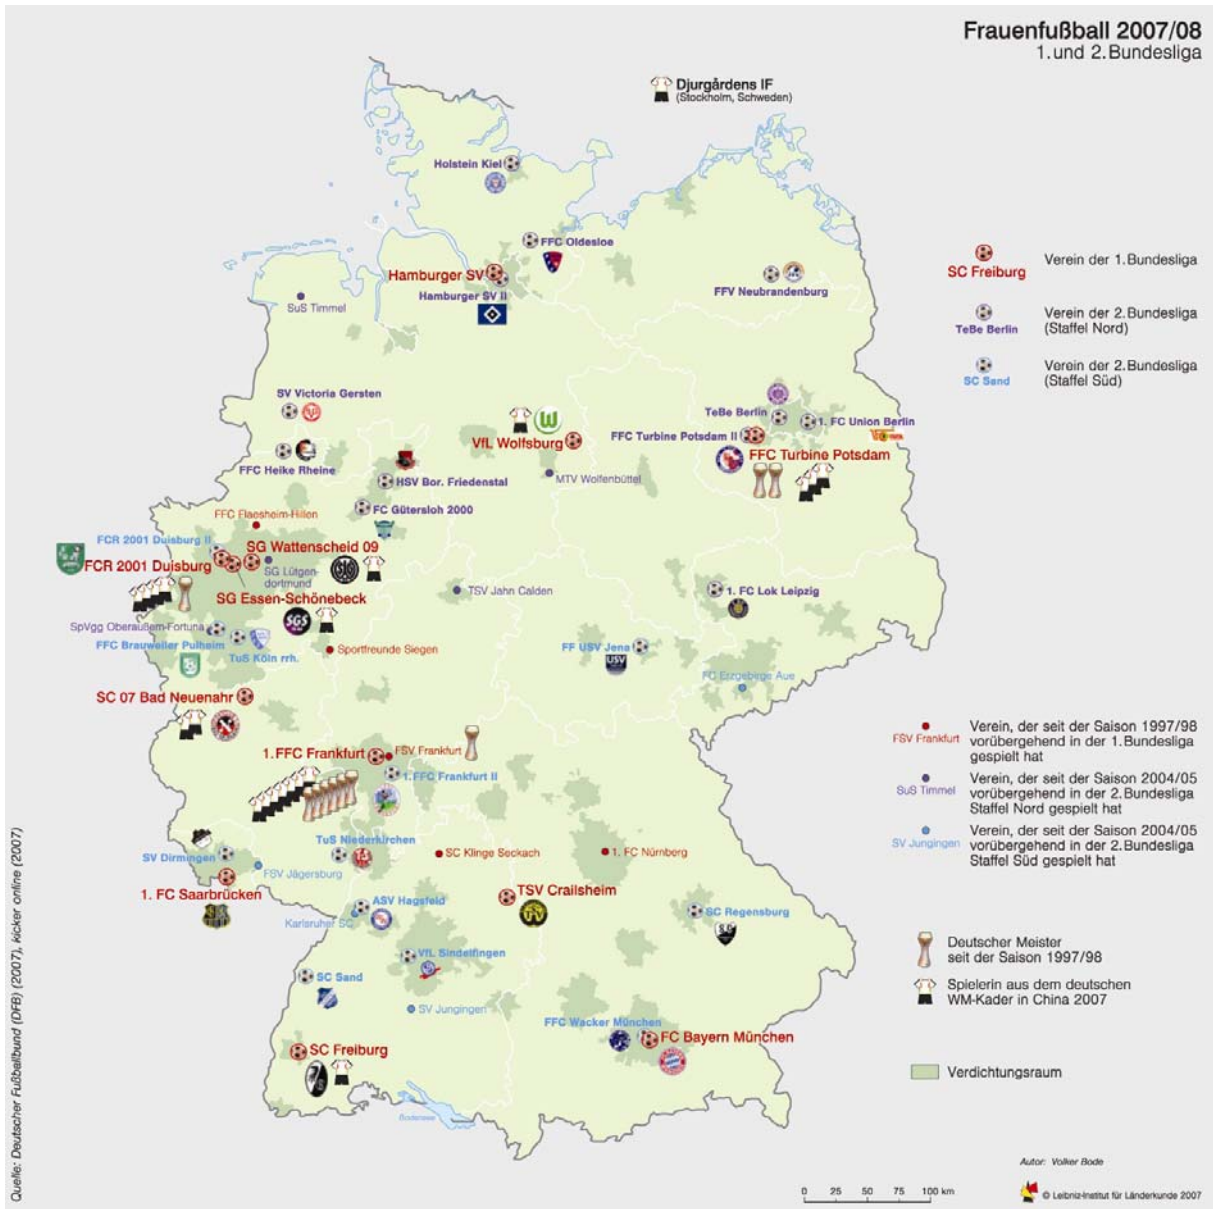 Frauenfußball 2007/08
1. und 2. Bundesliga
Djurgårdens IF
(Stockholm, Schweden)
Holstein Kiel
FFC Oldesloe
Hamburger SV
Hamburger SV II
SuS Timmel
FFV Neubrandenburg
SC Freiburg
Verein der 1. Bundesliga
TeBe Berlin
Verein der 2. Bundesliga
(Staffel Nord)
SC Sand
Verein der 2. Bundesliga
(Staffel Süd)
SV Victoria Gersten
VfL Wolfsburg
TeBe Berlin
1. FC Union Berlin
FFC Turbine Potsdam II
FFC Turbine Potsdam
FFC Heike Rheine
HSV Bor. Friedenstal
MTV Wolfenbüttel
FC Gütersloh 2000
FFC Flaesheim-Hillen
FCR 2001 Duisburg II
SG Wattenscheid 09
FCR 2001 Duisburg
SG Lütgen-
dortmund
SG Essen-Schönebeck
SGS
TSV Jahn Calden
1. FC Lok Leipzig
SpVgg Oberaußem-Fortuna
FFC Brauweiler Pulheim
TuS Köln rrh.
Sportfreunde Siegen
FF USV Jena
USV
FC Erzgebirge Aue
SC 07 Bad Neuenahr
1. FFC Frankfurt
FSV Frankfurt
1. FFC Frankfurt II
FSV Frankfurt
Verein, der seit der Saison 1997/98
vorübergehend in der 1. Bundesliga
gespielt hat
SuS Timmel
Verein, der seit der Saison 2004/05
vorübergehend in der 2. Bundesliga
Staffel Nord gespielt hat
SV Jungingen
Verein, der seit der Saison 2004/05
vorübergehend in der 2. Bundesliga
Staffel Süd gespielt hat
TuS Niederkirchen
SV Dirmingen
FSV Jägersburg
SC Klinge Seckach
1. FC Nürnberg
1. FC Saarbrücken
TSV Crailsheim
ASV Hagsfeld
Karlsruher SC
SC Regensburg
VfL Sindelfingen
SC Sand
SV Jungingen
Deutscher Meister
seit der Saison 1997/98
Spielerin aus dem deutschen
WM-Kader in China 2007
FFC Wacker München
FC Bayern München
SC Freiburg
Verdichtungsraum
Bodensee
Autor: Volker Bode
0 25 50 75 100 km
© Leibniz-Institut für Länderkunde 2007
Quelle: Deutscher Fußballbund (DFB) (2007), kicker online (2007)